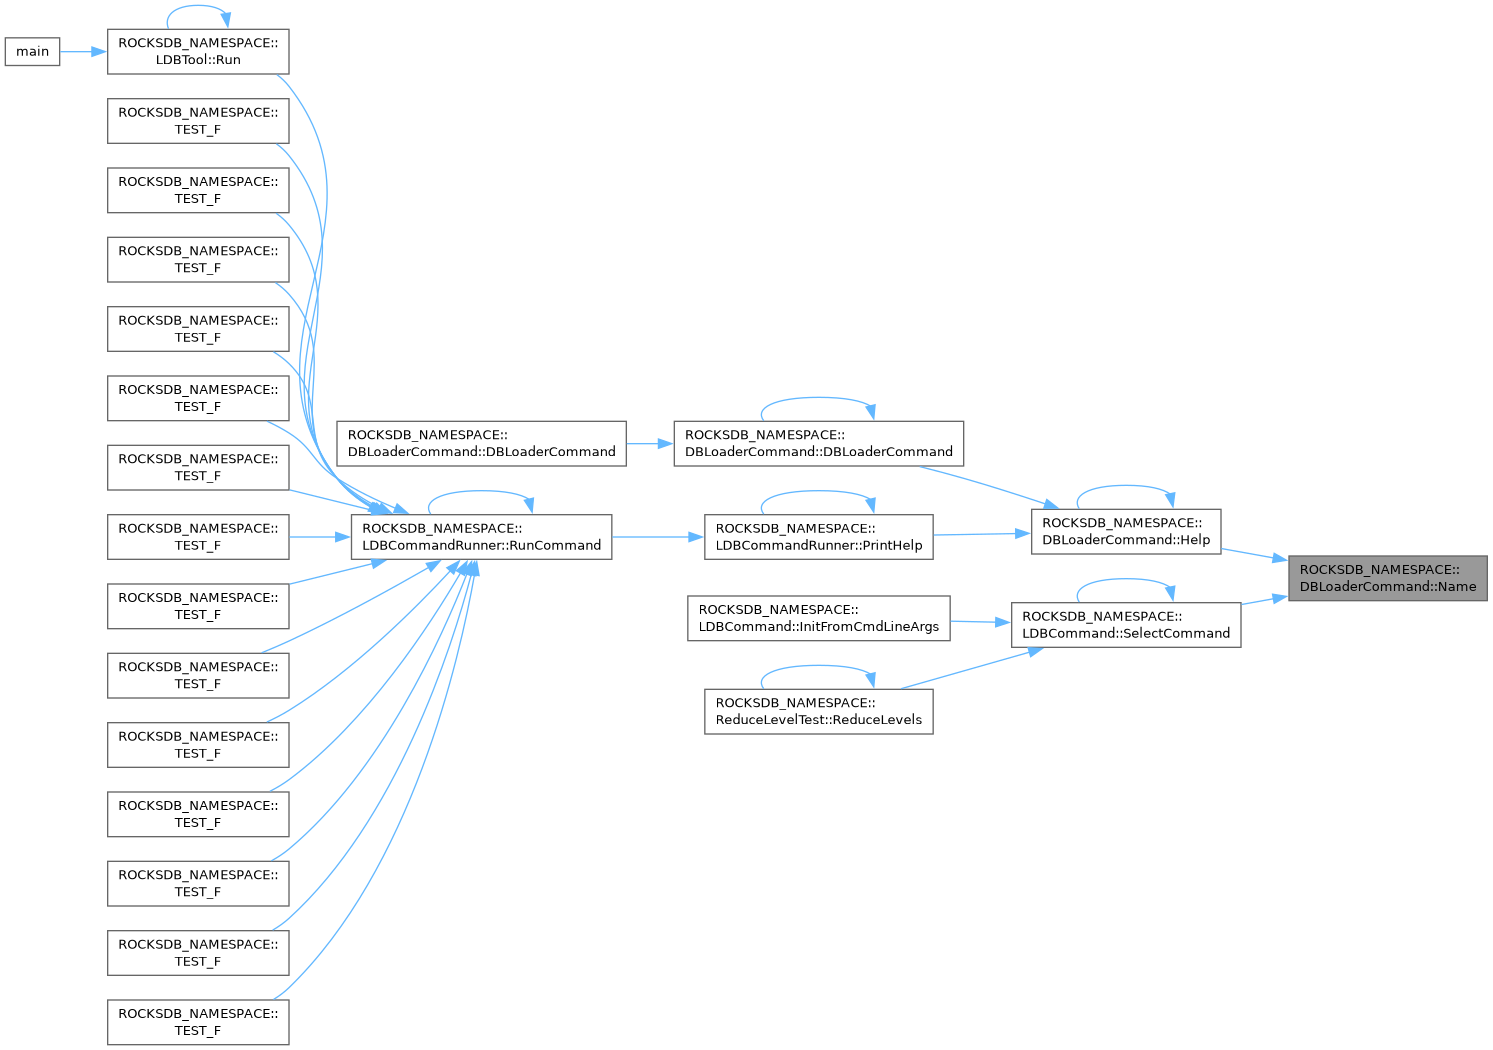 main
ROCKSDB_NAMESPACE::
LDBTool::Run
ROCKSDB_NAMESPACE::
TEST_F
ROCKSDB_NAMESPACE::
TEST_F
ROCKSDB_NAMESPACE::
TEST_F
ROCKSDB_NAMESPACE::
TEST_F
ROCKSDB_NAMESPACE::
TEST_F
ROCKSDB_NAMESPACE::
TEST_F
ROCKSDB_NAMESPACE::
TEST_F
ROCKSDB_NAMESPACE::
TEST_F
ROCKSDB_NAMESPACE::
TEST_F
ROCKSDB_NAMESPACE::
TEST_F
ROCKSDB_NAMESPACE::
TEST_F
ROCKSDB_NAMESPACE::
TEST_F
ROCKSDB_NAMESPACE::
TEST_F
ROCKSDB_NAMESPACE::
TEST_F
ROCKSDB_NAMESPACE::
DBLoaderCommand::DBLoaderCommand
ROCKSDB_NAMESPACE::
LDBCommandRunner::RunCommand
ROCKSDB_NAMESPACE::
DBLoaderCommand::DBLoaderCommand
ROCKSDB_NAMESPACE::
LDBCommandRunner::PrintHelp
ROCKSDB_NAMESPACE::
LDBCommand::InitFromCmdLineArgs
ROCKSDB_NAMESPACE::
ReduceLevelTest::ReduceLevels
ROCKSDB_NAMESPACE::
DBLoaderCommand::Help
ROCKSDB_NAMESPACE::
LDBCommand::SelectCommand
ROCKSDB_NAMESPACE::
DBLoaderCommand::Name